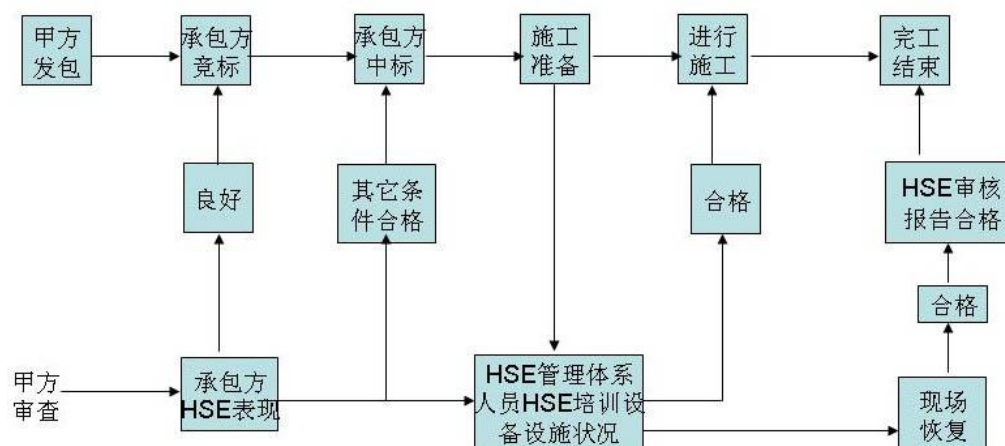 甲方
发包
承包方
竞标
承包方
中标
施工
准备
进行
施工
完工
结束
良好
其它条
件合格
合格
HSE审核
报告合格
合格
甲方
审查
承包方
HSE表现
HSE管理体系
人员HSE培训设
备设施状况
现场
恢复